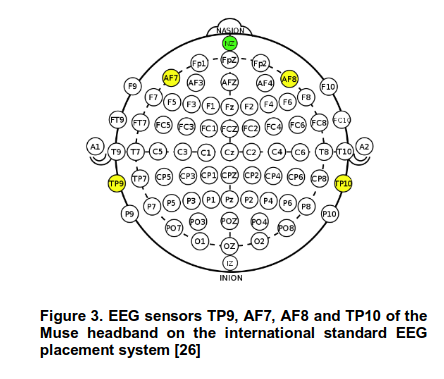 NASION
NZ
Fp1 FpZ Fp2
AF7 AF3 AFZ AF4 AF8
F9 F7 F5 F3 F1 Fz F2 F4 F6 F8 F10
FT9 FT7 FC5 FC3 FC1 FCZ FC2 FC4 FC6 FC8 FC10
A1 T9 T7 C5 C3 C1 Cz C2 C4 C6 T8 T10 A2
TP9 TP7 CP5 CP3 CP1 CPZ CP2 CP4 CP6 CP8 TP10
P9 P7 P5 P3 P1 Pz P2 P4 P6 P8 P10
PO7 PO3 POZ PO4 PO8
O1 OZ O2
IZ
INION
Figure 3. EEG sensors TP9, AF7, AF8 and TP10 of the
Muse headband on the international standard EEG
placement system [26]